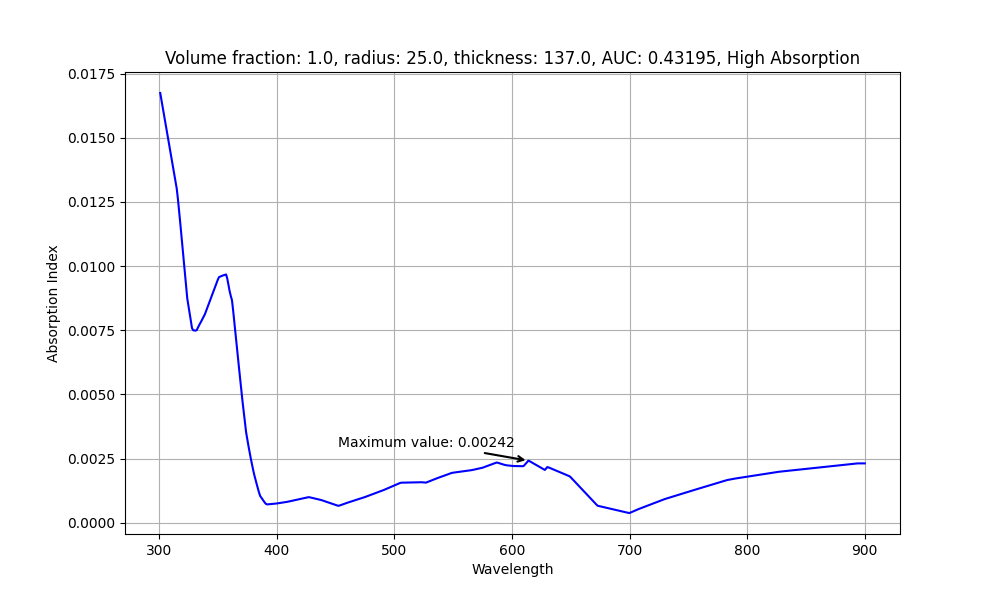 Volume fraction: 1.0, radius: 25.0, thickness: 137.0, AUC: 0.43195, High Absorption
0.0175
0.0150
0.0125
0.0100
0.0075
0.0050
0.0025
0.0000
Absorption Index
Maximum value: 0.00242
300 400 500 600 700 800 900
Wavelength